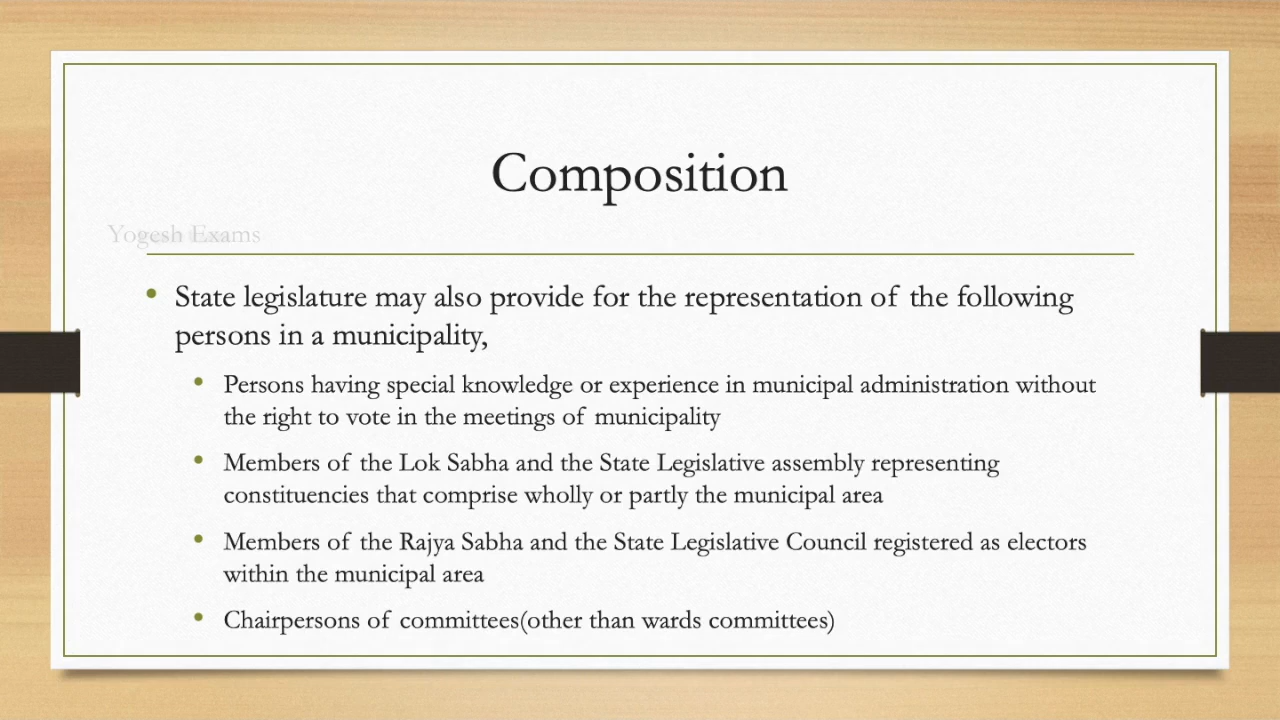 Composition
Yogesh Exams
• State legislature may also provide for the representation of the following
persons in a municipality,
• Persons having special knowledge or experience in municipal administration without
the right to vote in the meetings of municipality
• Members of the Lok Sabha and the State Legislative assembly representing
constituencies that comprise wholly or partly the municipal area
• Members of the Rajya Sabha and the State Legislative Council registered as electors
within the municipal area
• Chairpersons of committees(other than wards committees)